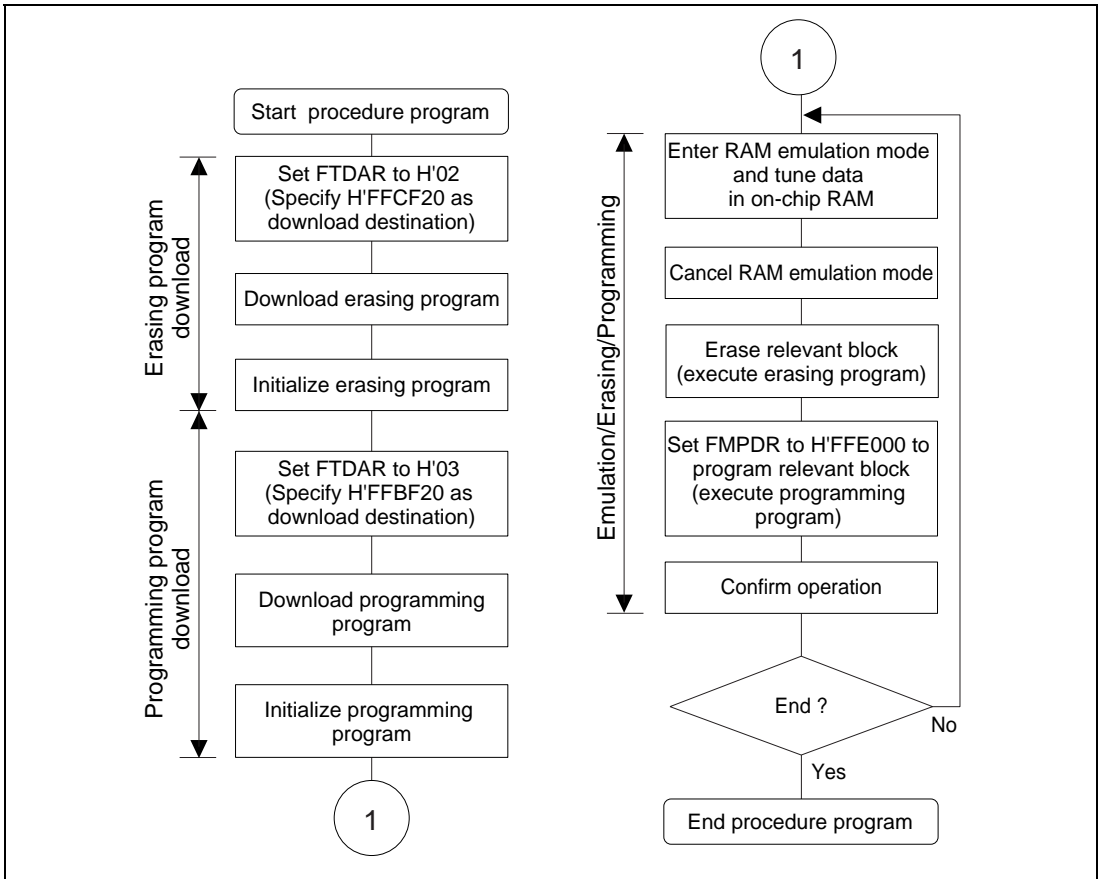 Start procedure program
Erasing program
download
Set FTDAR to H'02
(Specify H'FFCF20 as
download destination)
Download erasing program
Initialize erasing program
Programming program
download
Set FTDAR to H'03
(Specify H'FFBF20 as
download destination)
Download programming
program
Initialize programming
program
1
1
Emulation/Erasing/Programming
Enter RAM emulation mode
and tune data
in on-chip RAM
Cancel RAM emulation mode
Erase relevant block
(execute erasing program)
Set FMPDR to H'FFE000 to
program relevant block
(execute programming
program)
Confirm operation
End ?
No
Yes
End procedure program